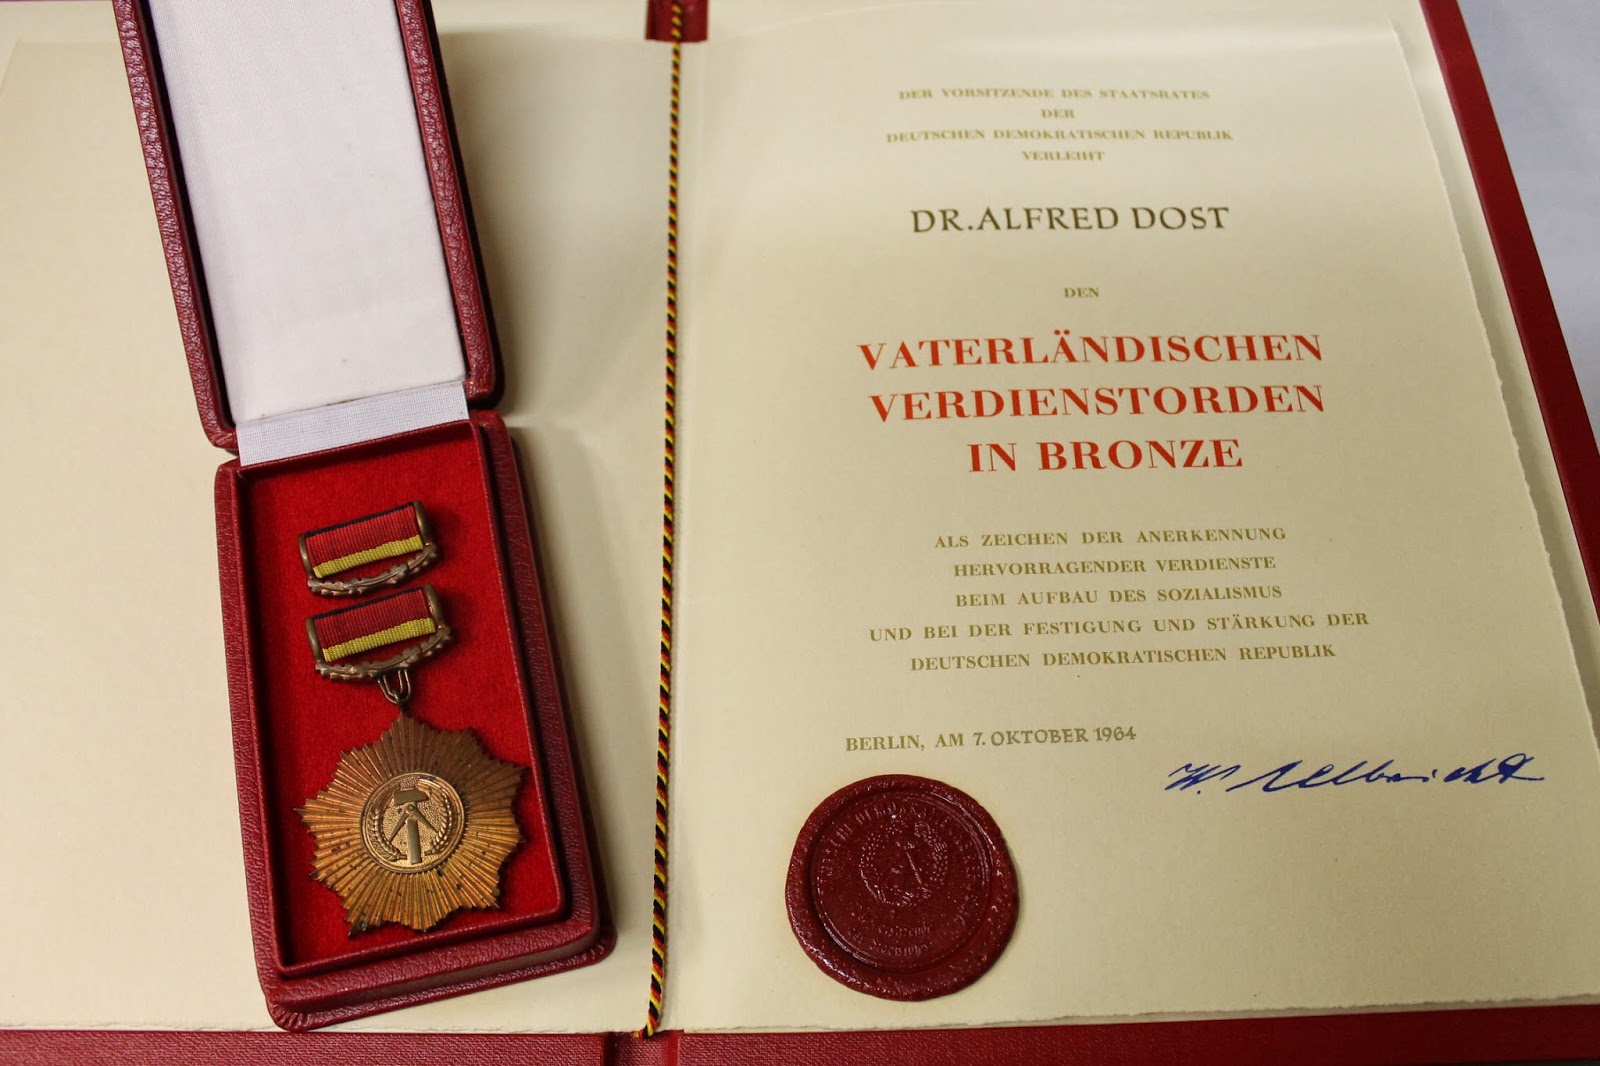 DER VORSITZENDE DES STAATSRATES
DER
DEUTSCHEN DEMOKRATISCHEN REPUBLIK
VERLEIHT
DR. ALFRED DOST
DEN
VATERLÄNDISCHEN
VERDIENSTORDEN
IN BRONZE
ALS ZEICHEN DER ANERKENNUNG
HERVORRAGENDER VERDIENSTE
BEIM AUFBAU DES SOZIALISMUS
UND BEI DER FESTIGUNG UND STÄRKUNG DER
DEUTSCHEN DEMOKRATISCHEN REPUBLIK
BERLIN, AM 7. OKTOBER 1964
W. Ulbricht